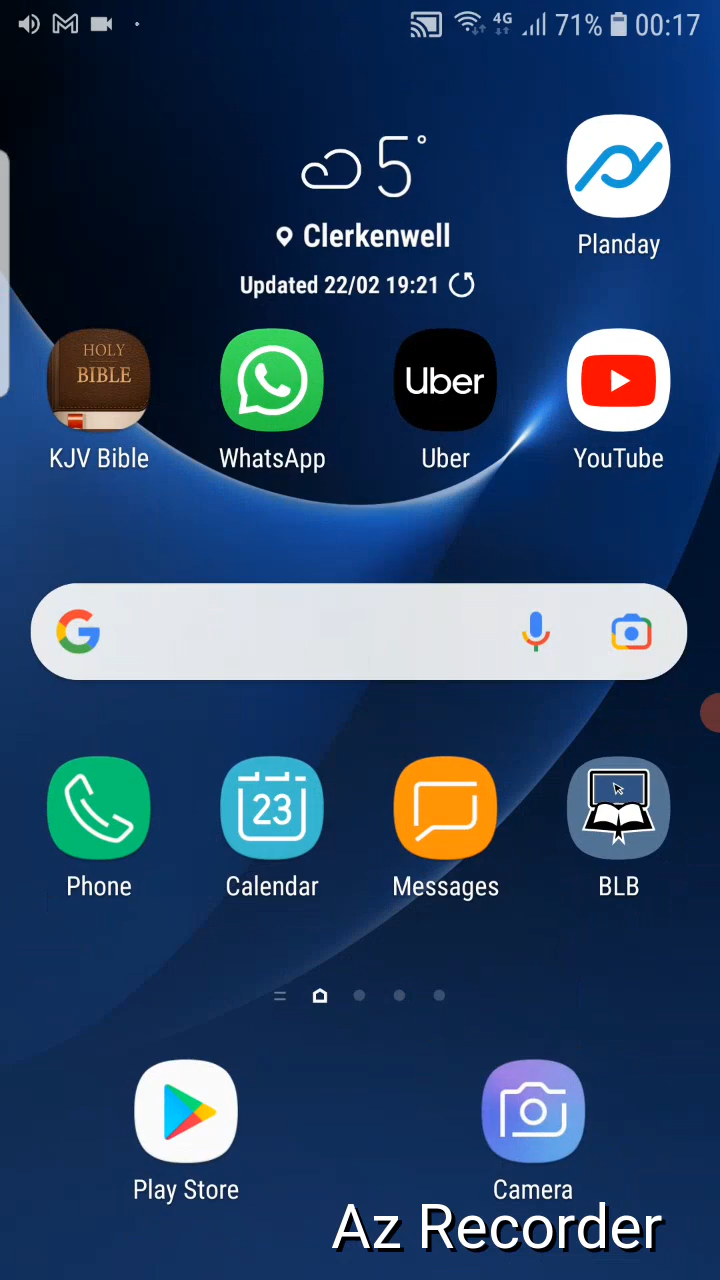 4G 71% 00:17
5°
Clerkenwell
Updated 22/02 19:21
Planday
HOLY
BIBLE
Uber
KJV Bible WhatsApp Uber YouTube
G
23
Phone Calendar Messages BLB
Play Store Camera
Az Recorder